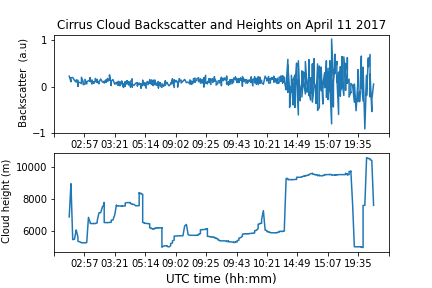 Cirrus Cloud Backscatter and Heights on April 11 2017
Backscatter (a.u)
1
0
−1
02:57 03:21 05:14 09:02 09:25 09:43 10:21 14:49 15:07 19:35
Cloud height (m)
10000
8000
6000
02:57 03:21 05:14 09:02 09:25 09:43 10:21 14:49 15:07 19:35
UTC time (hh:mm)